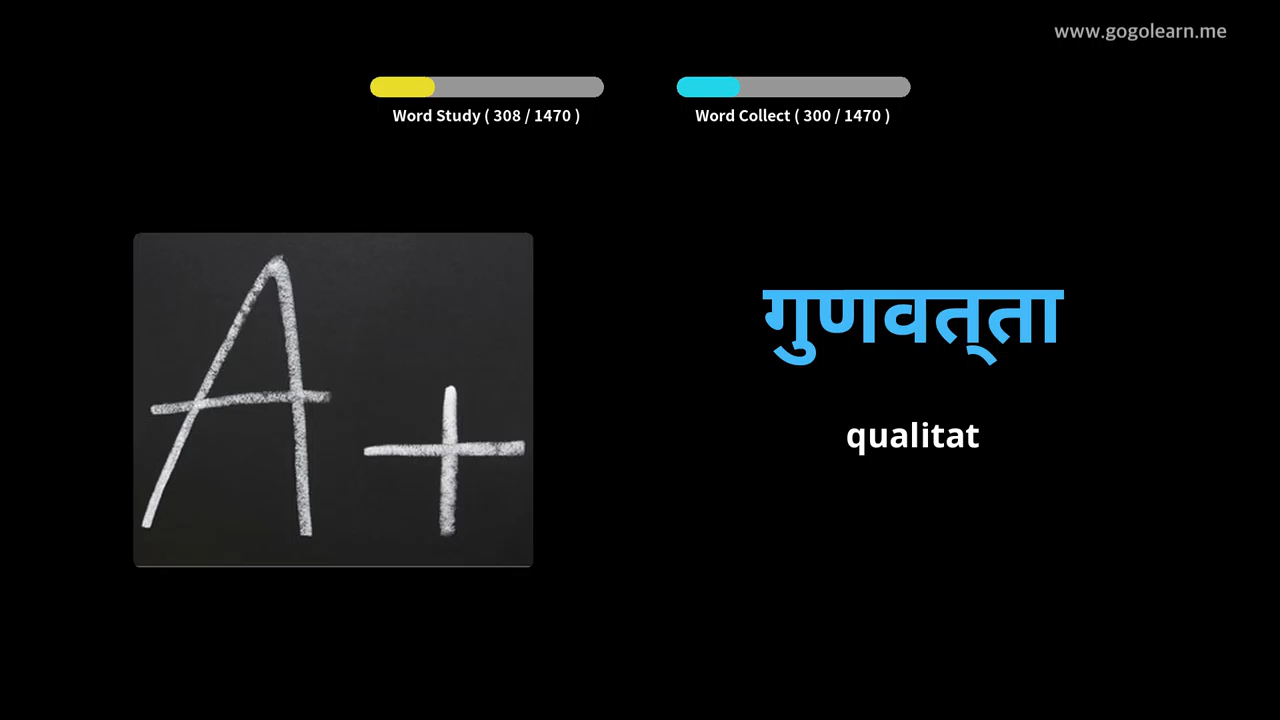 www.gogolearn.me
Word Study ( 308 / 1470 )
Word Collect ( 300 / 1470 )
A+
गुणवत्‌ता
qualitat